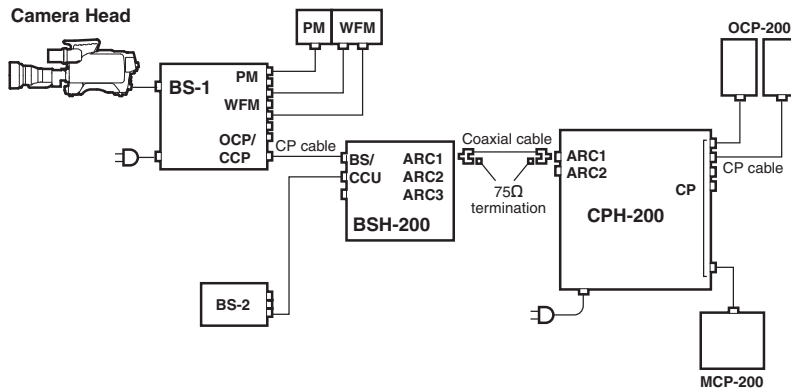 Camera Head
PM WFM
OCP-200
BS-1
PM
WFM
OCP/
CCP
CP cable
BS/
CCU
ARC1
ARC2
ARC3
BSH-200
Coaxial cable
75Ω
termination
ARC1
ARC2
CP
CPH-200
CP cable
BS-2
MCP-200